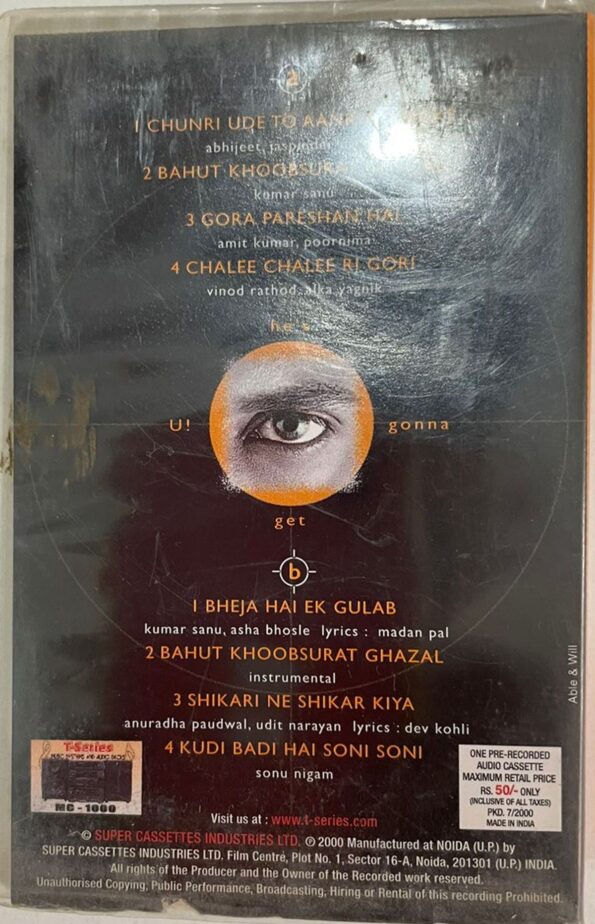 a
1 CHUNRI UDE TO
abhijeet, jaspinder
2 BAHUT KHOOBSURAT
kumar sanu
3 GORA PARESHAN HAI
amit kumar, poornima
4 CHALEE CHALEE RI GORI
vinod rathod, alka yagnik
he's
U! gonna
get
b
1 BHEJA HAI EK GULAB
kumar sanu, asha bhosle lyrics : madan pal
2 BAHUT KHOOBSURAT GHAZAL
instrumental
3 SHIKARI NE SHIKAR KIYA
anuradha paudwal, udit narayan lyrics : dev kohli
4 KUDI BADI HAI SONI SONI
sonu nigam
Able & Will
T-Series
MUSIC SYSTEMS AND AUDIO DECKS
MC - 1000
ONE PRE-RECORDED
AUDIO CASSETTE
MAXIMUM RETAIL PRICE
RS. 50/- ONLY
(INCLUSIVE OF ALL TAXES)
PKD. 7/2000
MADE IN INDIA
Visit us at : www.t-series.com
© SUPER CASSETTES INDUSTRIES LTD. ℗ 2000 Manufactured at NOIDA (U.P.) by
SUPER CASSETTES INDUSTRIES LTD. Film Centre, Plot No. 1, Sector 16-A, Noida, 201301 (U.P.) INDIA.
All rights of the Producer and the Owner of the Recorded work reserved.
Unauthorised Copying, Public Performance, Broadcasting, Hiring or Rental of this recording Prohibited.